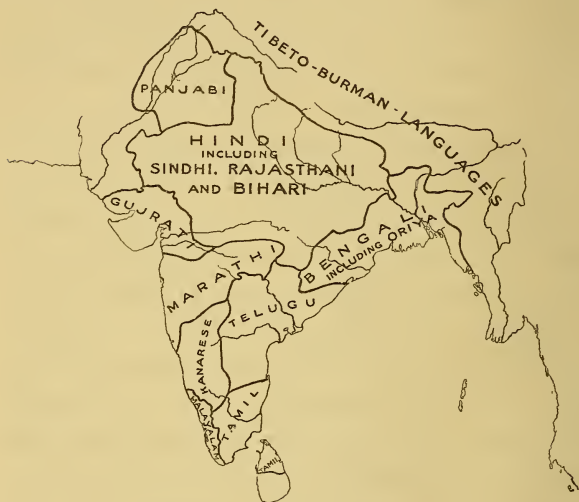 TIBETO-BURMAN-LANGUAGES
PANJABI
HINDI
INCLUDING
SINDHI, RAJASTHANI
AND BIHARI
GUJRATI
BENGALI
INCLUDING ORIYA
MARATHI
TELUGU
KANARESE
MALAYALAM
TAMIL
TAMIL